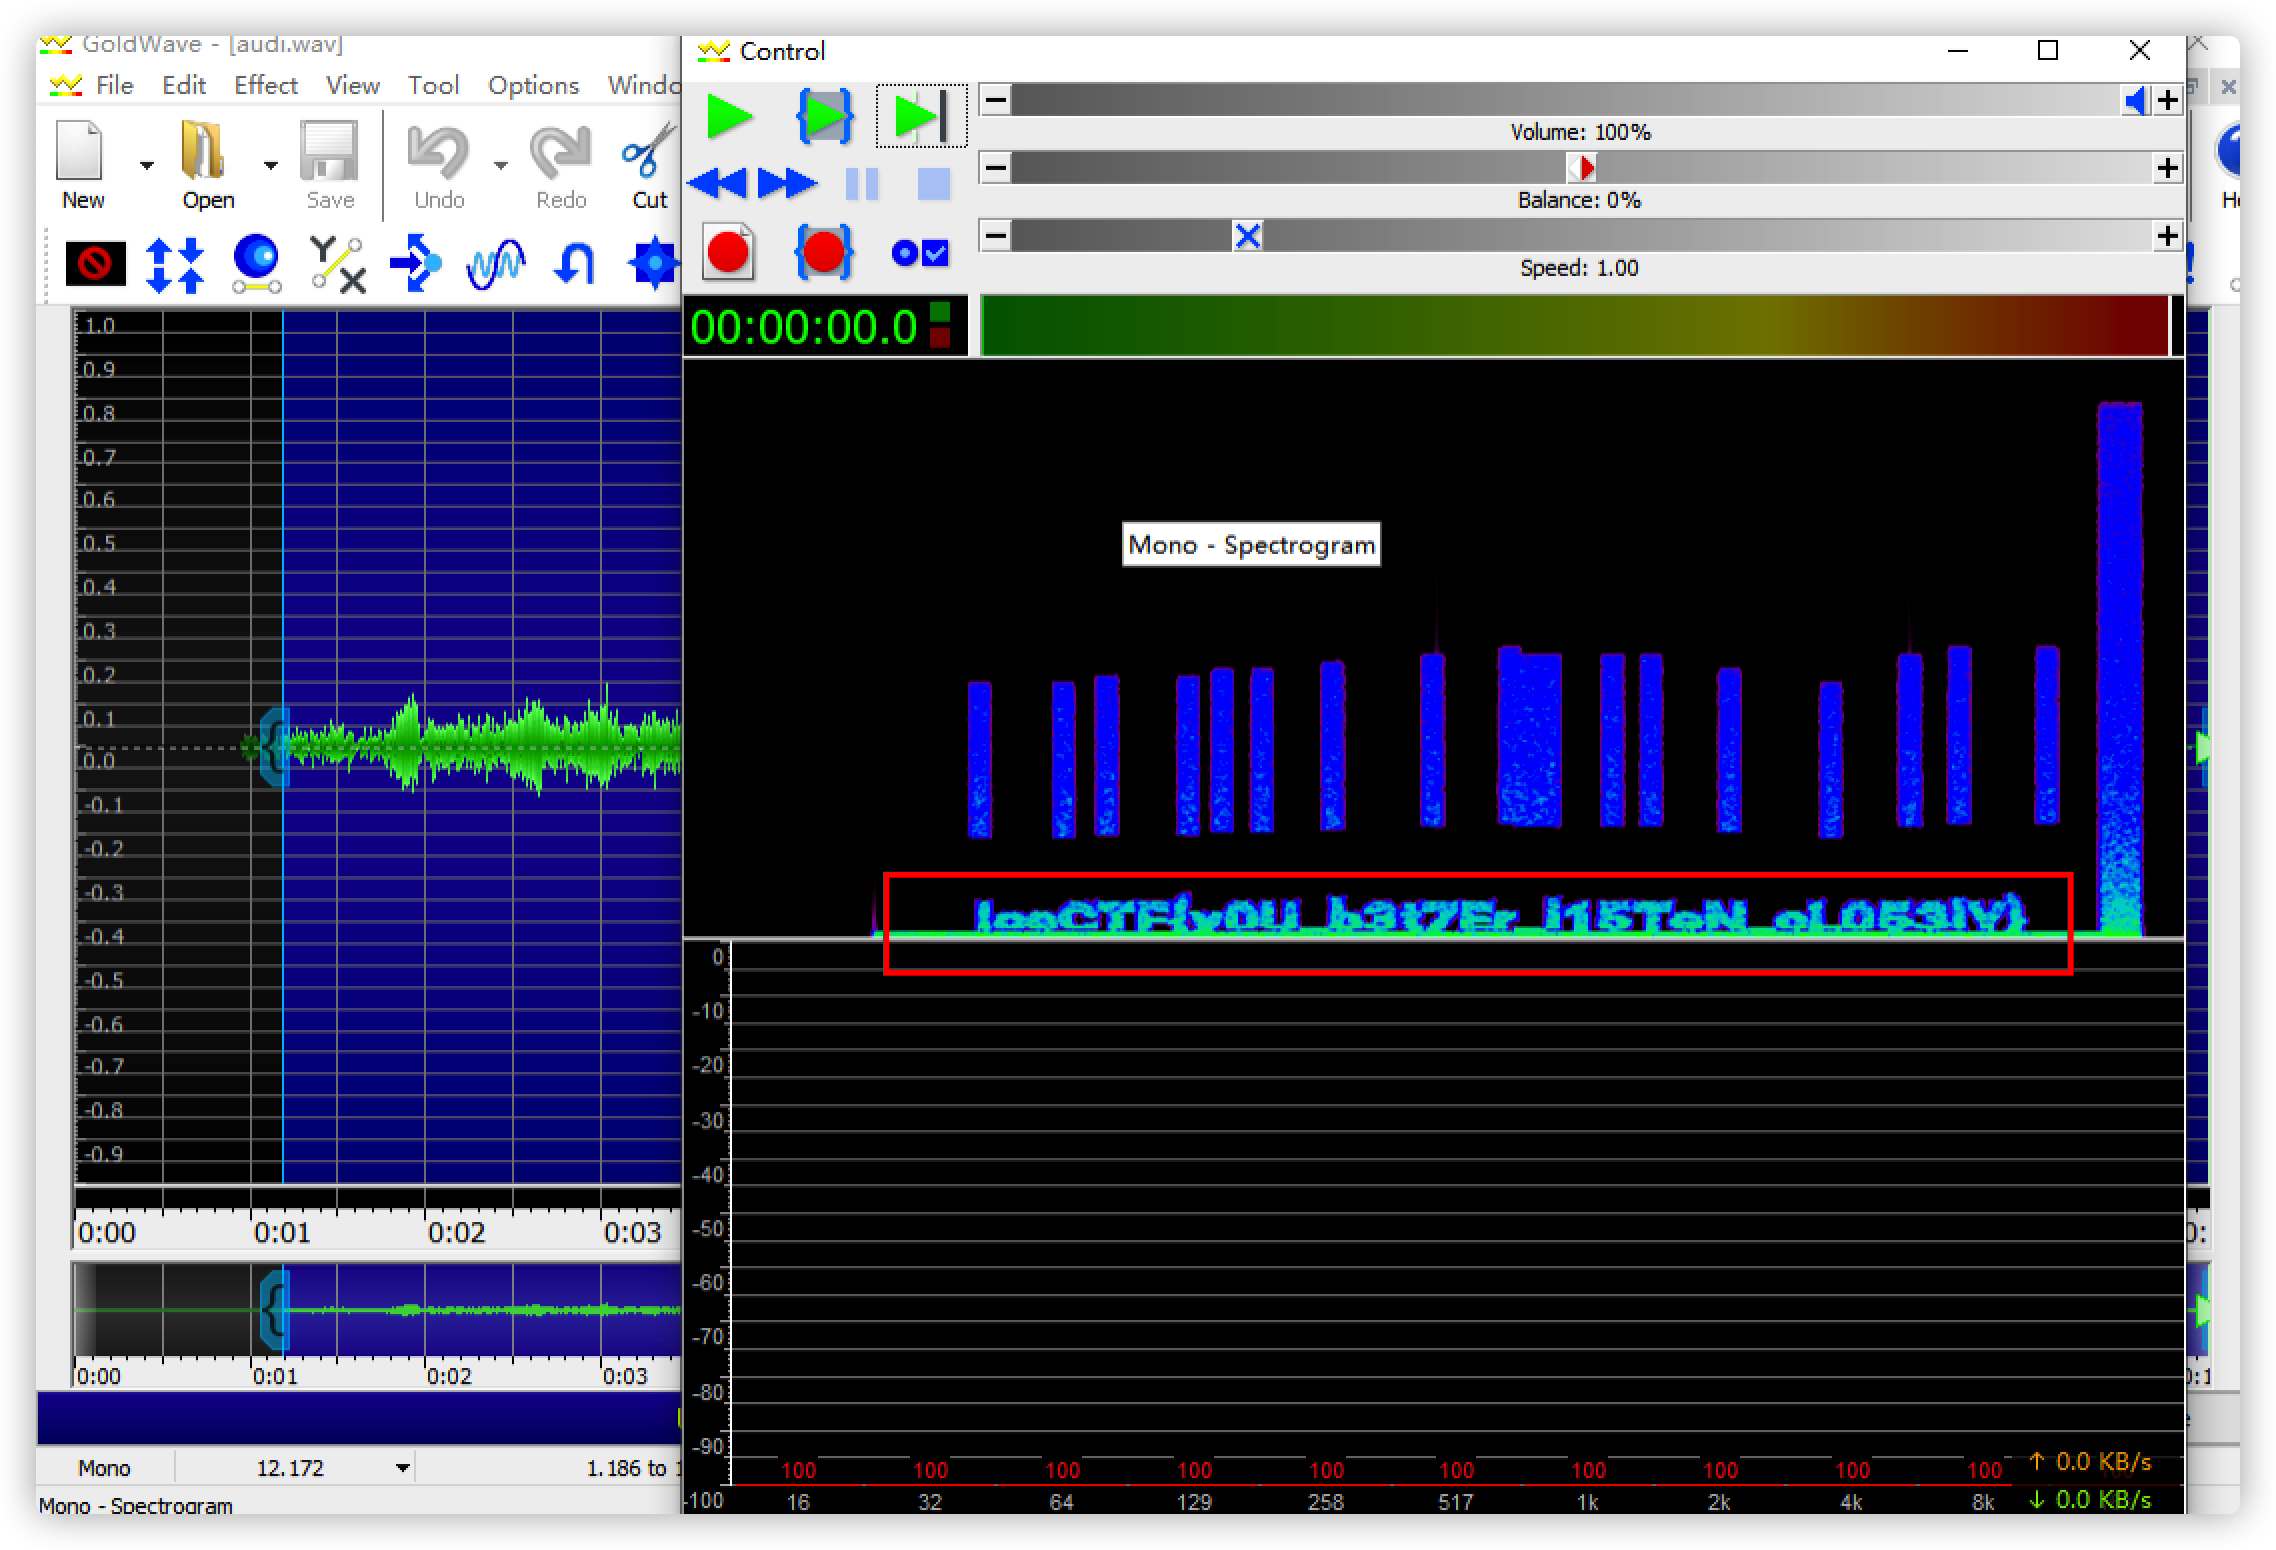 GoldWave - [audi.wav]
File Edit Effect View Tool Options Windo
New Open Save Undo Redo Cut
1.0
0.9
0.8
0.7
0.6
0.5
0.4
0.3
0.2
0.1
0.0
-0.1
-0.2
-0.3
-0.4
-0.5
-0.6
-0.7
-0.8
-0.9
0:00 0:01 0:02 0:03
0:00 0:01 0:02 0:03
Mono 12.172 1.186 to 1
Mono - Spectrogram
Control
Volume: 100%
Balance: 0%
Speed: 1.00
00:00:00.0
Mono - Spectrogram
0
-10
-20
-30
-40
-50
-60
-70
-80
-90
-100
100 100 100 100 100 100 100 100 100 100
16 32 64 129 258 517 1k 2k 4k 8k
↑ 0.0 KB/s
↓ 0.0 KB/s